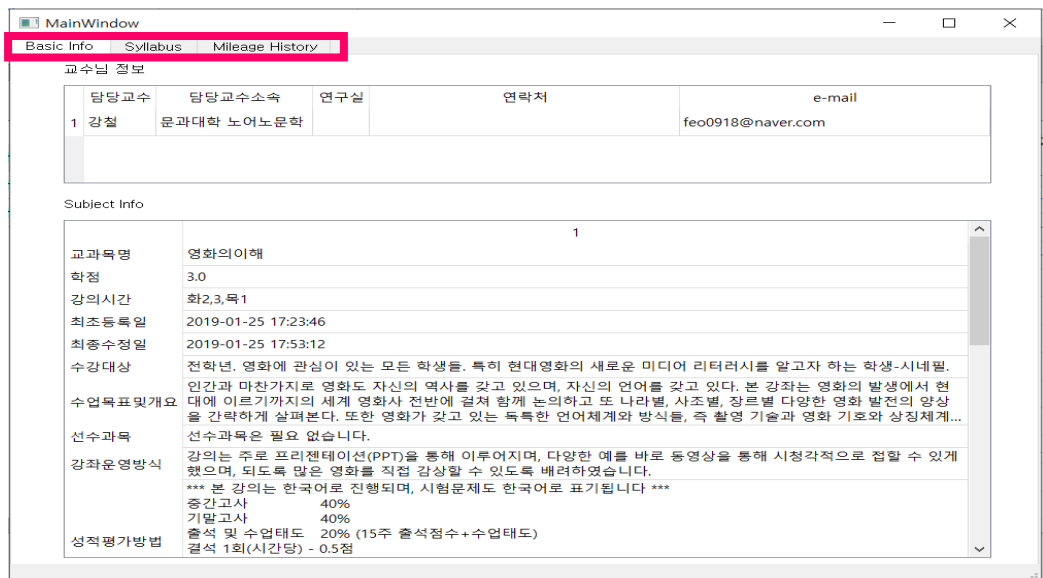 MainWindow
Basic Info Syllabus Mileage History
교수님 정보
담당교수 담당교수소속 연구실 연락처 e-mail
1 강철 문과대학 노어노문학 feo0918@naver.com
Subject Info
1
교과목명 영화의이해
학점 3.0
강의시간 화2,3,목1
최초등록일 2019-01-25 17:23:46
최종수정일 2019-01-25 17:53:12
수강대상 전학년. 영화에 관심이 있는 모든 학생들. 특히 현대영화의 새로운 미디어 리터러시를 알고자 하는 학생-시네필.
수업목표및개요 인간과 마찬가지로 영화도 자신의 역사를 갖고 있으며, 자신의 언어를 갖고 있다. 본 강좌는 영화의 발생에서 현
대에 이르기까지의 세계 영화사 전반에 걸쳐 함께 논의하고 또 나라별, 사조별, 장르별 다양한 영화 발전의 양상
을 간략하게 살펴본다. 또한 영화가 갖고 있는 독특한 언어체계와 방식들, 즉 촬영 기술과 영화 기호와 상징체계...
선수과목 선수과목은 필요 없습니다.
강좌운영방식 강의는 주로 프리젠테이션(PPT)을 통해 이루어지며, 다양한 예를 바로 동영상을 통해 시청각적으로 접할 수 있게
했으며, 되도록 많은 영화를 직접 감상할 수 있도록 배려하였습니다.
*** 본 강의는 한국어로 진행되며, 시험문제도 한국어로 표기됩니다 ***
중간고사 40%
기말고사 40%
출석 및 수업태도 20% (15주 출석점수+수업태도)
성적평가방법 결석 1회(시간당) - 0.5점